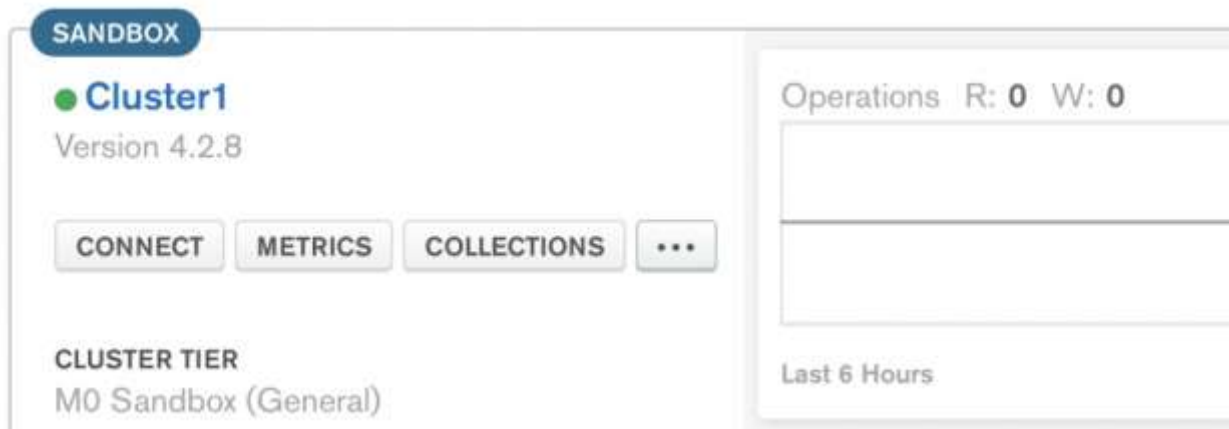 SANDBOX
Cluster1
Version 4.2.8
CONNECT METRICS COLLECTIONS ...
CLUSTER TIER
M0 Sandbox (General)
Operations R: 0 W: 0
Last 6 Hours